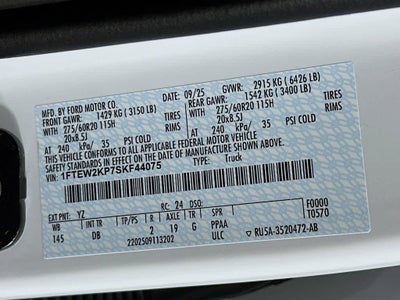 MFD. BY FORD MOTOR CO.
09/25 GVWR: 2915 KG (6426 LB)
FRONT GAWR: 1429 KG (3150 LB) REAR GAWR: 1542 KG (3400 LB)
WITH 275/60R20 115H TIRES WITH 275/60R20 115H TIRES
20x8.5J RIMS 20x8.5J RIMS
AT 240 kPa/ 35 PSI COLD AT 240 kPa/ 35 PSI COLD
THIS VEHICLE CONFORMS TO ALL APPLICABLE FEDERAL MOTOR VEHICLE
SAFETY STANDARDS IN EFFECT ON THE DATE OF MANUFACTURE SHOWN ABOVE.
VIN: 1FTEW2KP7SKF44075
TYPE: Truck
F0000
T0570
EXT PNT: YZ RC: 24 DSO:
WB INT TR TP/PS R AXLE TR SPR
145 DB 2 19 G PPAA
2202509113202 UTC RU5A-3520472-AB